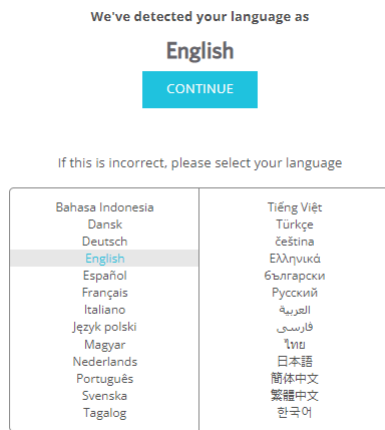 We've detected your language as
English
CONTINUE
If this is incorrect, please select your language
Bahasa Indonesia
Dansk
Deutsch
English
Español
Français
Italiano
Język polski
Magyar
Nederlands
Português
Svenska
Tagalog
Tiếng Việt
Türkçe
čeština
Ελληνικά
български
Русский
العربية
فارسی
ไทย
日本語
简体中文
繁體中文
한국어